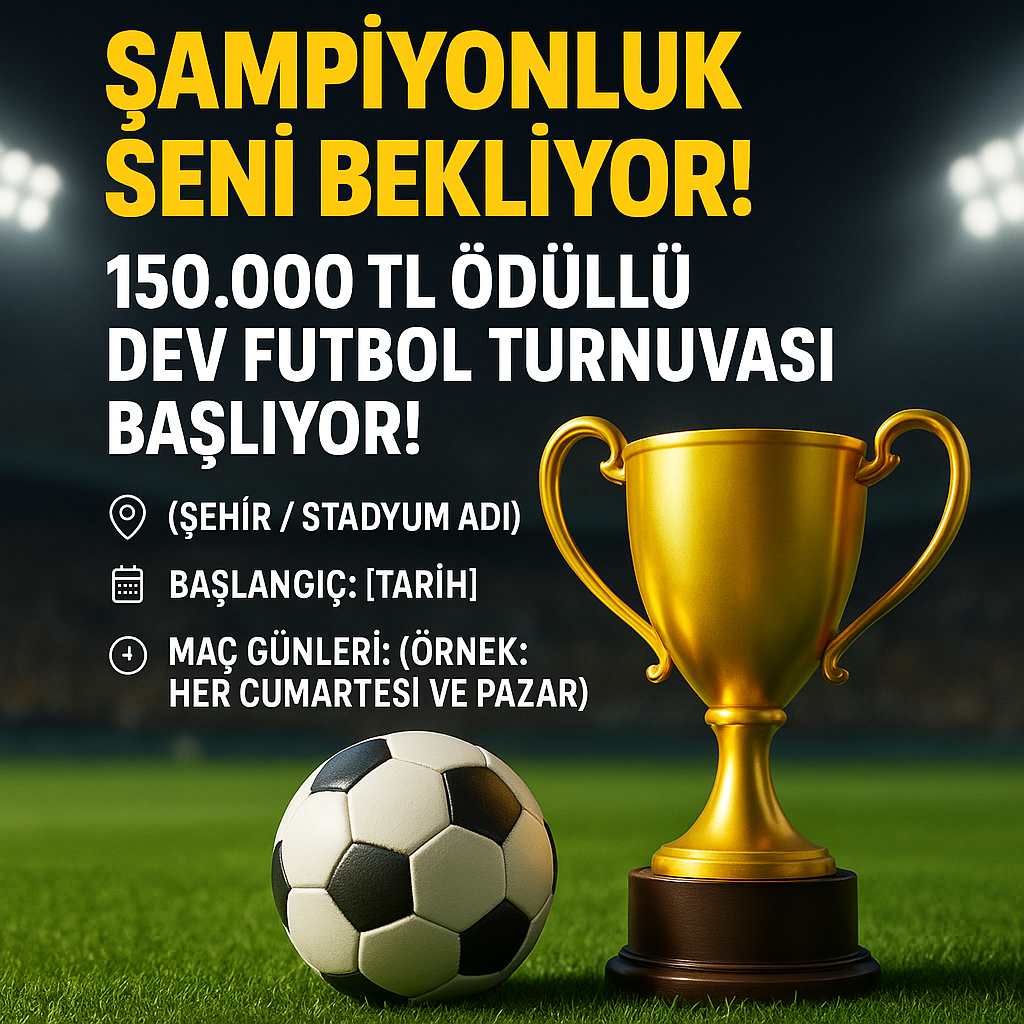 ŞAMPİYONLUK
SENİ BEKLİYOR!
150.000 TL ÖDÜLLÜ
DEV FUTBOL TURNUVASI
BAŞLIYOR!
(ŞEHİR / STADYUM ADI)
BAŞLANGIÇ: [TARİH]
MAÇ GÜNLERİ: (ÖRNEK:
HER CUMARTESİ VE PAZAR)